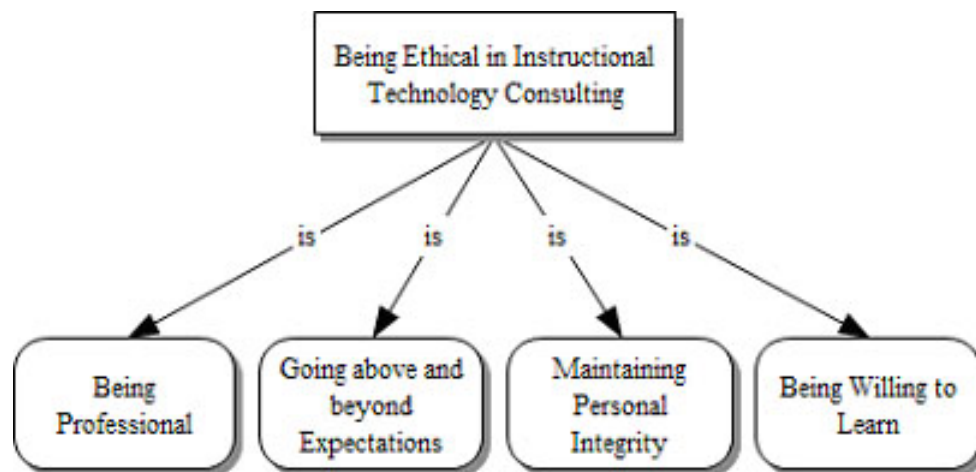 Being Ethical in Instructional
Technology Consulting
is
is
is
is
Being
Professional
Going above and
beyond
Expectations
Maintaining
Personal
Integrity
Being Willing to
Learn